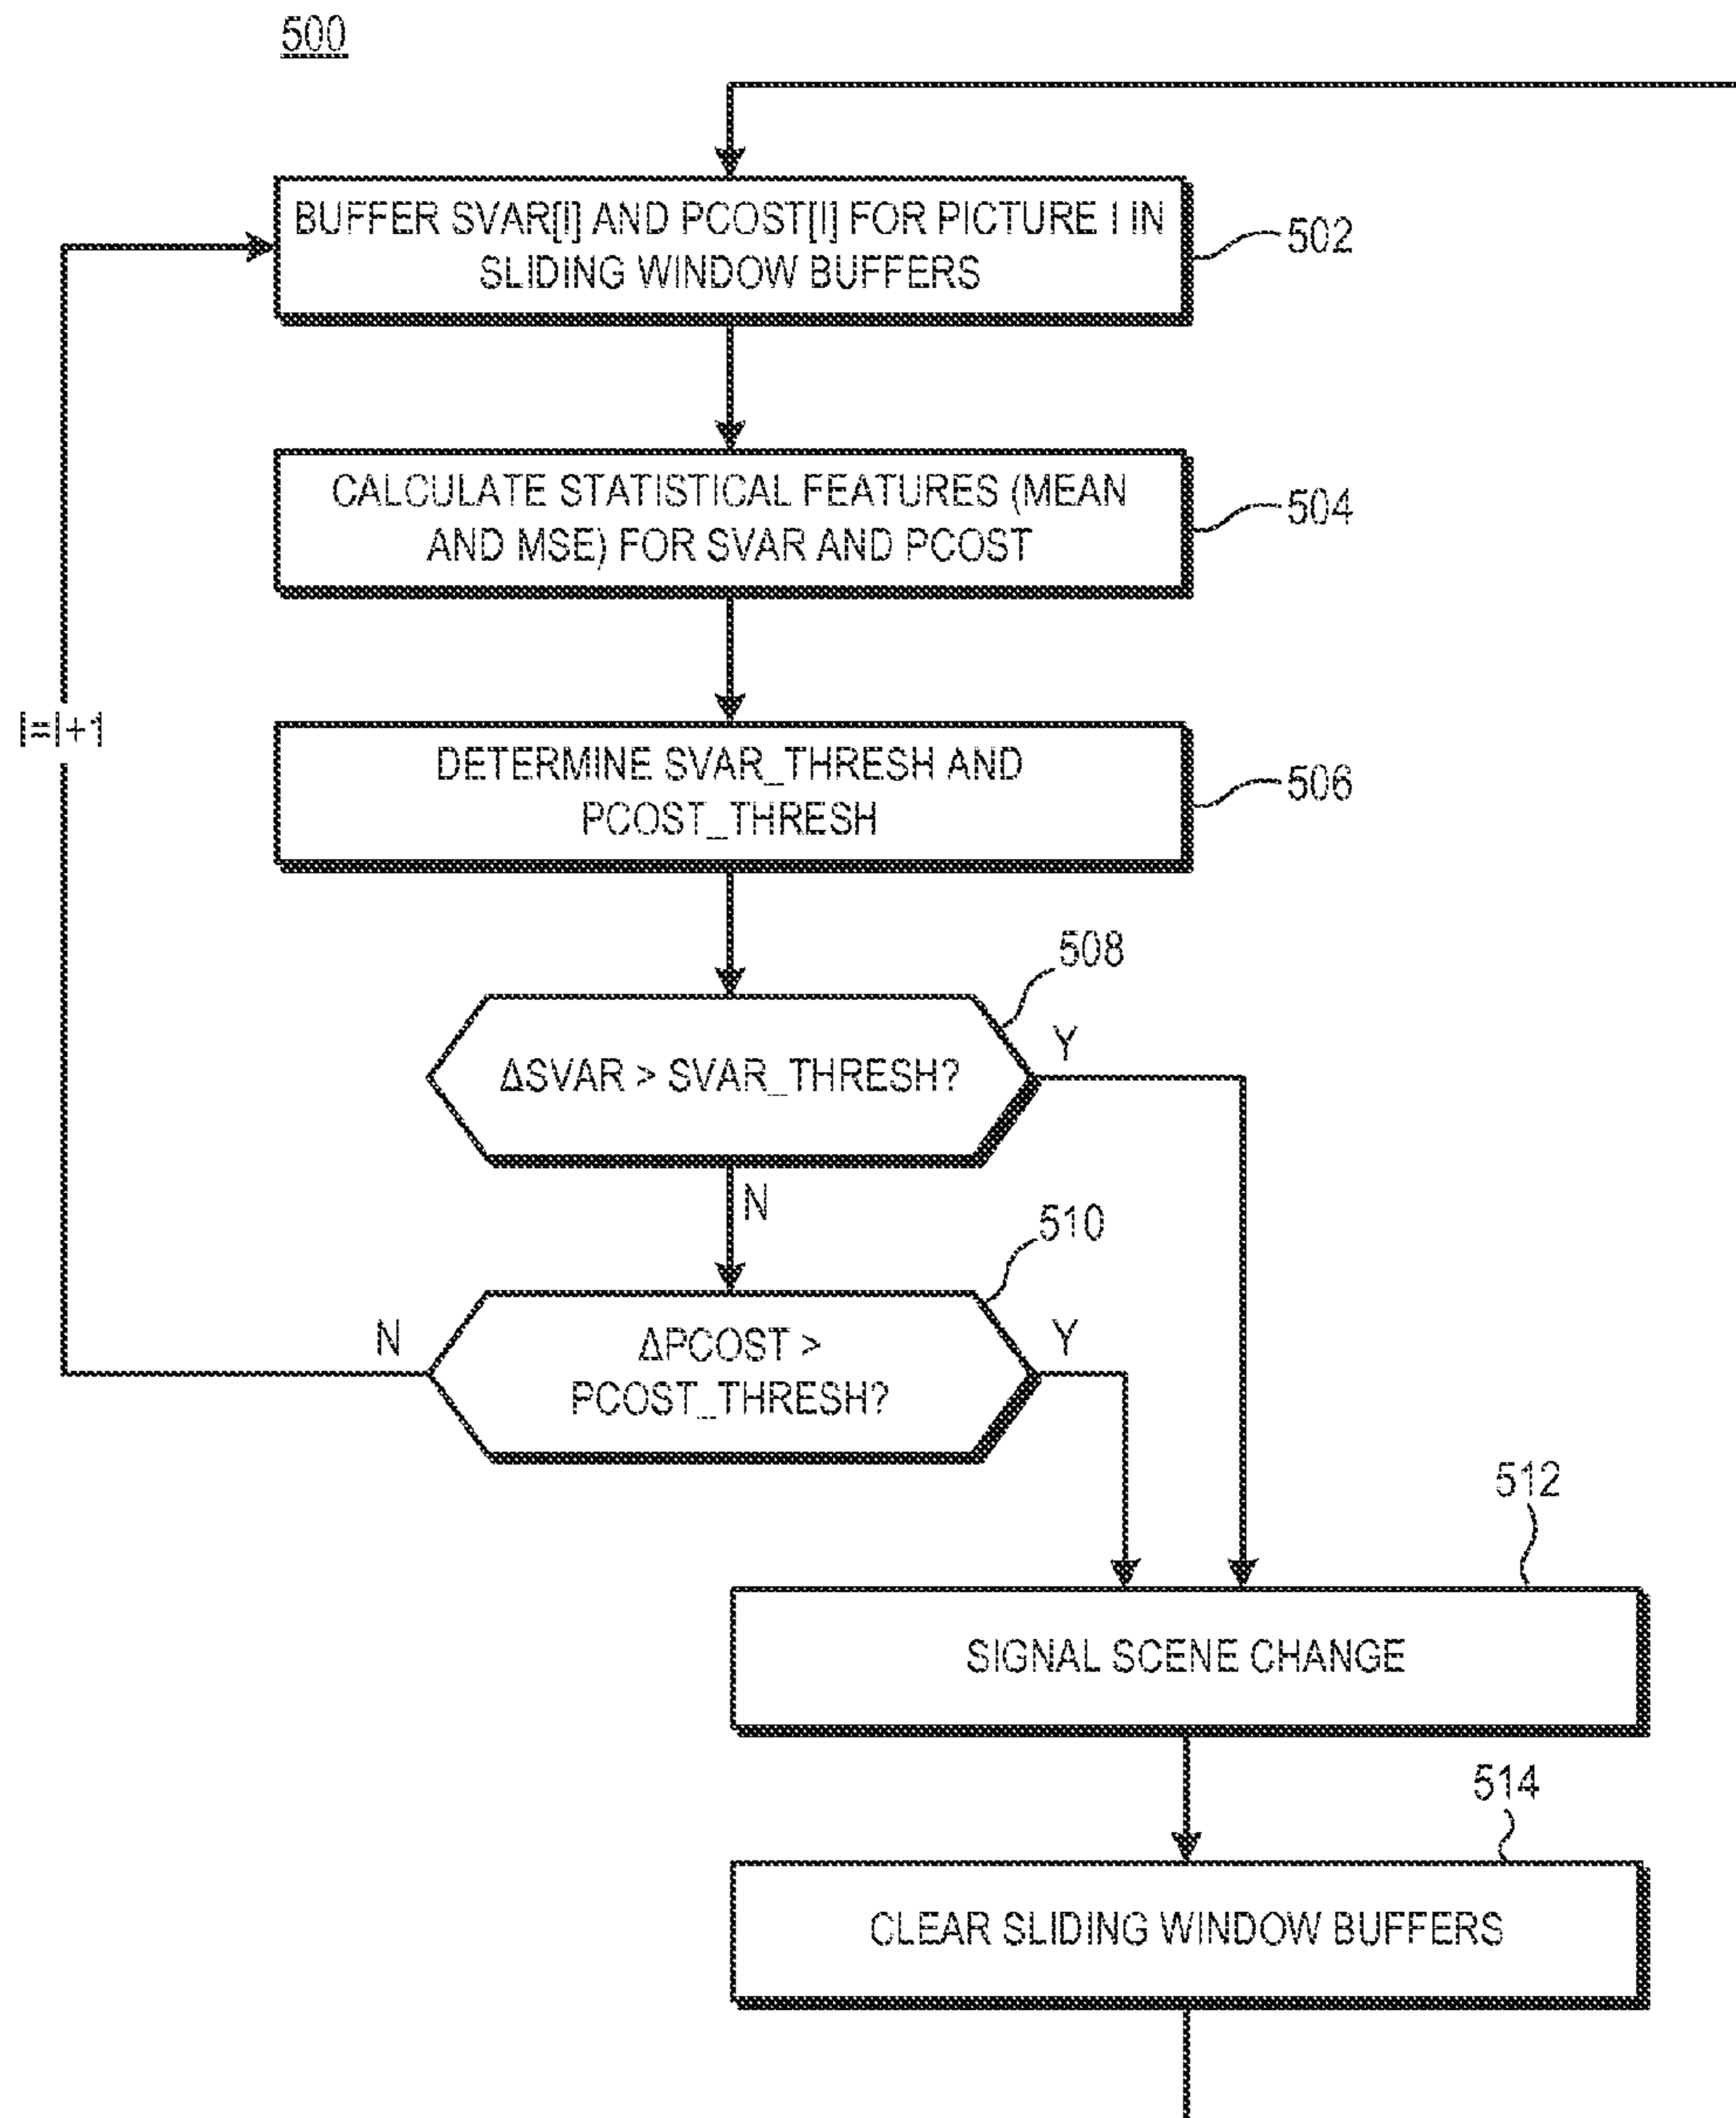 500
BUFFER SVAR[I] AND PCOST[I] FOR PICTURE I IN
SLIDING WINDOW BUFFERS
502
CALCULATE STATISTICAL FEATURES (MEAN
AND MSE) FOR SVAR AND PCOST
504
I=I+1
DETERMINE SVAR_THRESH AND
PCOST_THRESH
506
508
ΔSVAR > SVAR_THRESH?
Y
N
510
N
ΔPCOST >
PCOST_THRESH?
Y
512
SIGNAL SCENE CHANGE
514
CLEAR SLIDING WINDOW BUFFERS